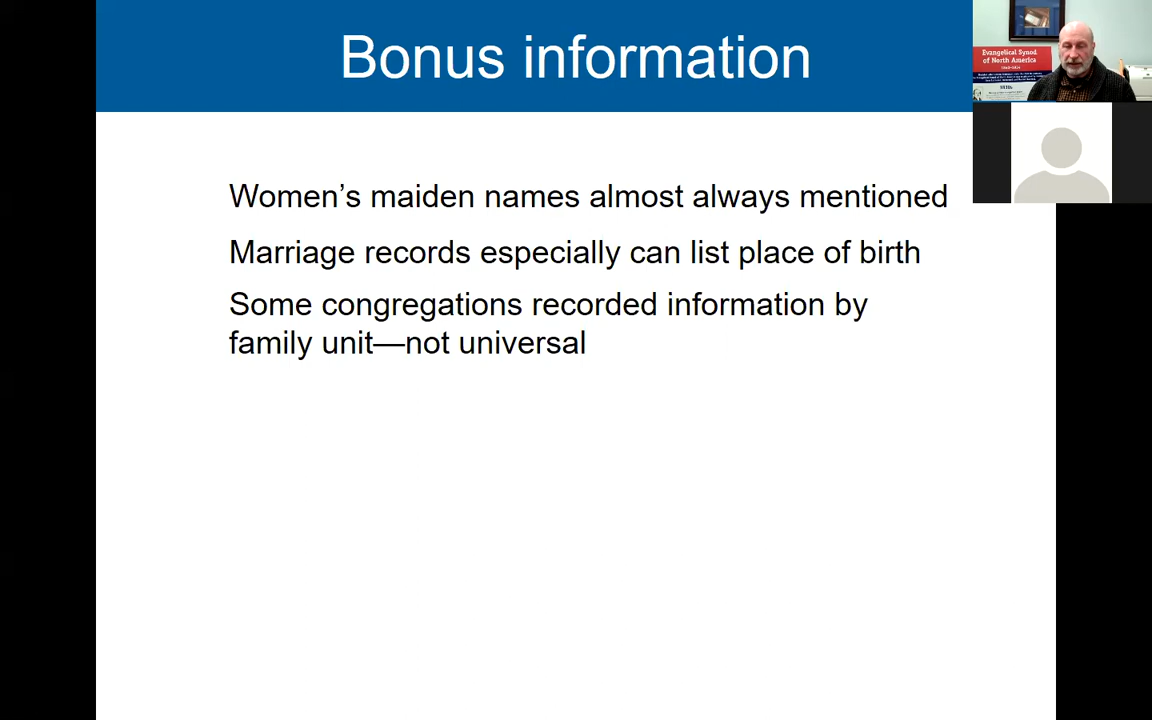 Bonus information
Women’s maiden names almost always mentioned
Marriage records especially can list place of birth
Some congregations recorded information by
family unit—not universal
Evangelical Synod
of North America